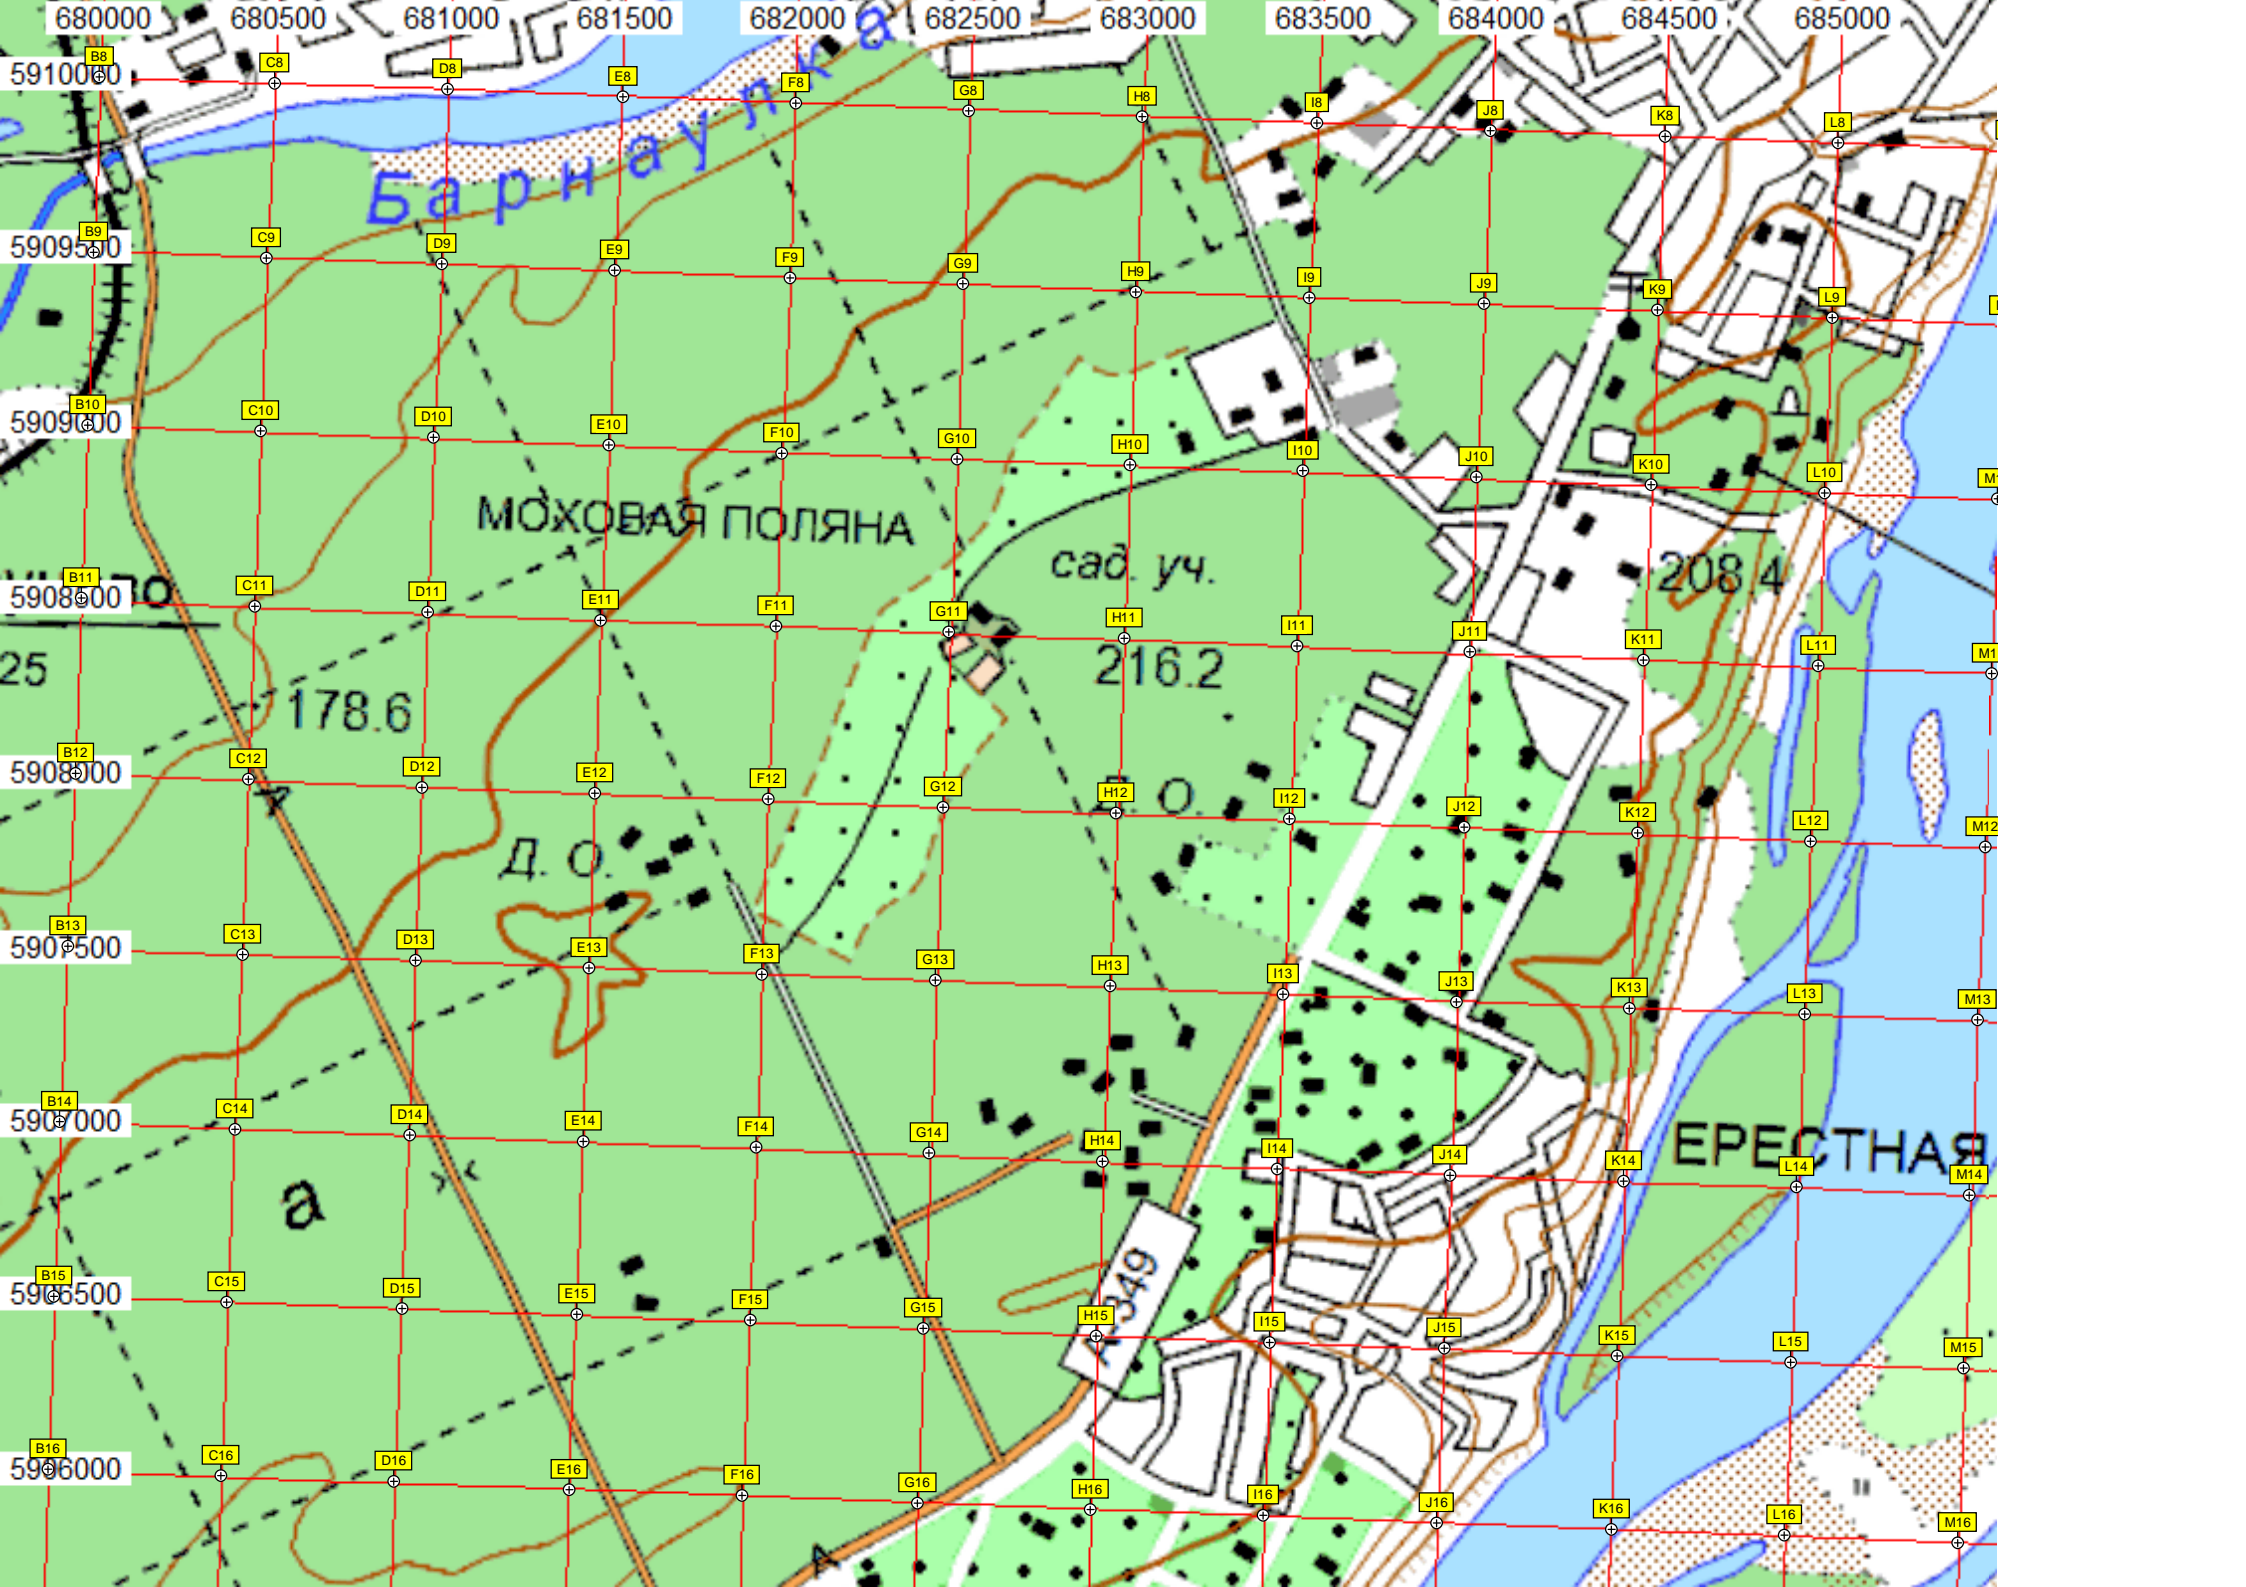 680000 680500 681000 681500 682000 682500 683000 683500 684000 684500 685000
Барнаулка
5910000 B8 C8 D8 E8 F8 G8 H8 I8 J8 K8 L8
5909500 B9 C9 D9 E9 F9 G9 H9 I9 J9 K9 L9
5909000 B10 C10 D10 E10 F10 G10 H10 I10 J10 K10 L10
МОХОВАЯ ПОЛЯНА
сад. уч.
208.4
5908500 B11 C11 D11 E11 F11 G11 H11 I11 J11 K11 L11
25
178.6
216.2
5908000 B12 C12 D12 E12 F12 G12 H12 I12 J12 K12 L12 M12
Д. О.
Д. О.
5907500 B13 C13 D13 E13 F13 G13 H13 I13 J13 K13 L13 M13
5907000 B14 C14 D14 E14 F14 G14 H14 I14 J14 K14 L14 M14
ЕРЕСТНАЯ
а
А 349
5906500 B15 C15 D15 E15 F15 G15 H15 I15 J15 K15 L15 M15
5906000 B16 C16 D16 E16 F16 G16 H16 I16 J16 K16 L16 M16